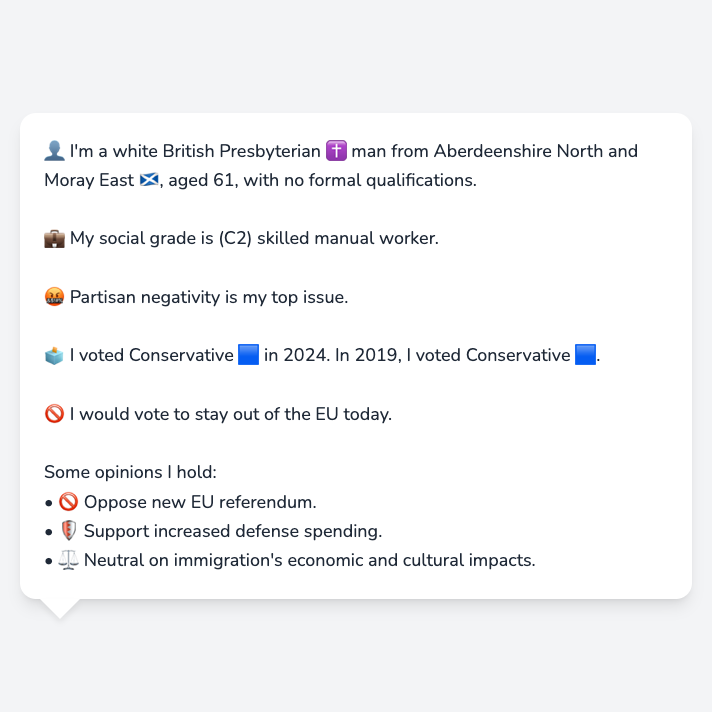 👤 I'm a white British Presbyterian ✝️ man from Aberdeenshire North and
Moray East 🏴󠁧󠁢󠁳󠁣󠁴󠁿, aged 61, with no formal qualifications.
💼 My social grade is (C2) skilled manual worker.
🤬 Partisan negativity is my top issue.
🗳️ I voted Conservative 🟦 in 2024. In 2019, I voted Conservative 🟦.
🚫 I would vote to stay out of the EU today.
Some opinions I hold:
• 🚫 Oppose new EU referendum.
• 🛡️ Support increased defense spending.
• ⚖️ Neutral on immigration's economic and cultural impacts.